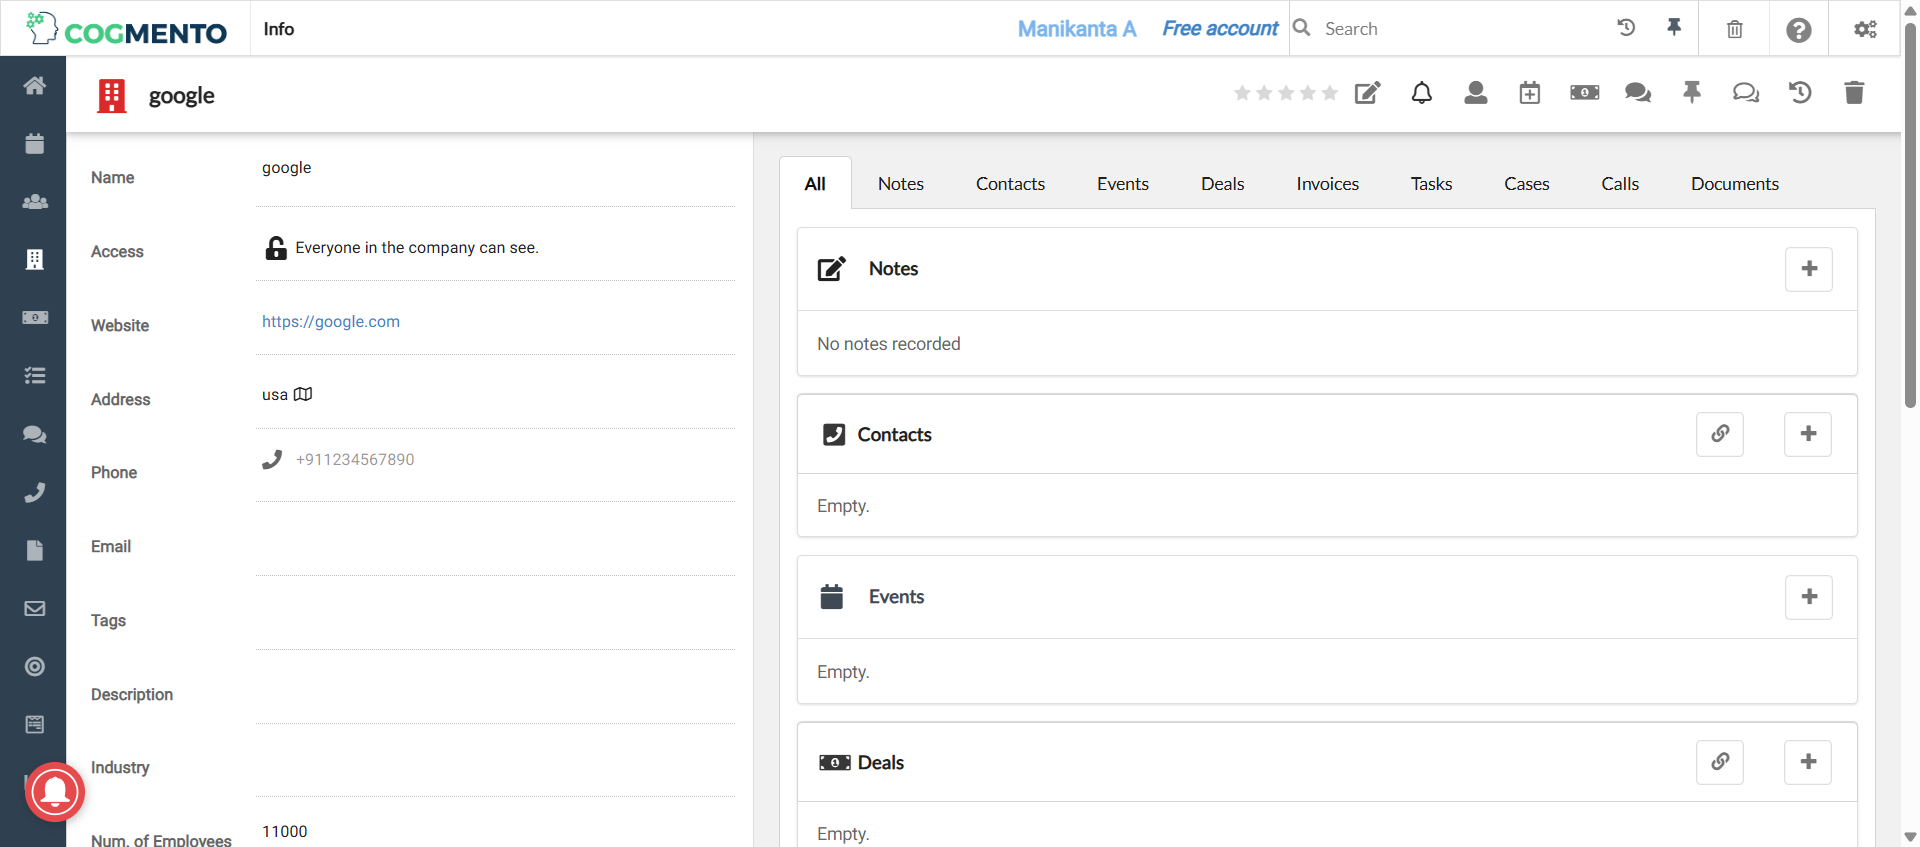 COGMENTO
Info
Manikanta A
Free account
Search
google
Name
google
Access
Everyone in the company can see.
Website
https://google.com
Address
usa
Phone
+911234567890
Email
Tags
Description
Industry
Num. of Employees
11000
All
Notes
Contacts
Events
Deals
Invoices
Tasks
Cases
Calls
Documents
Notes
No notes recorded
Contacts
Empty.
Events
Empty.
Deals
Empty.